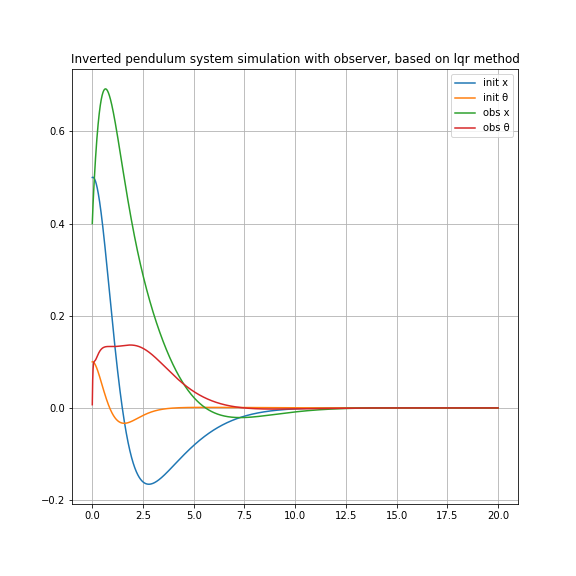 Inverted pendulum system simulation with observer, based on lqr method
init x
init θ
obs x
obs θ
0.6
0.4
0.2
0.0
−0.2
0.0 2.5 5.0 7.5 10.0 12.5 15.0 17.5 20.0